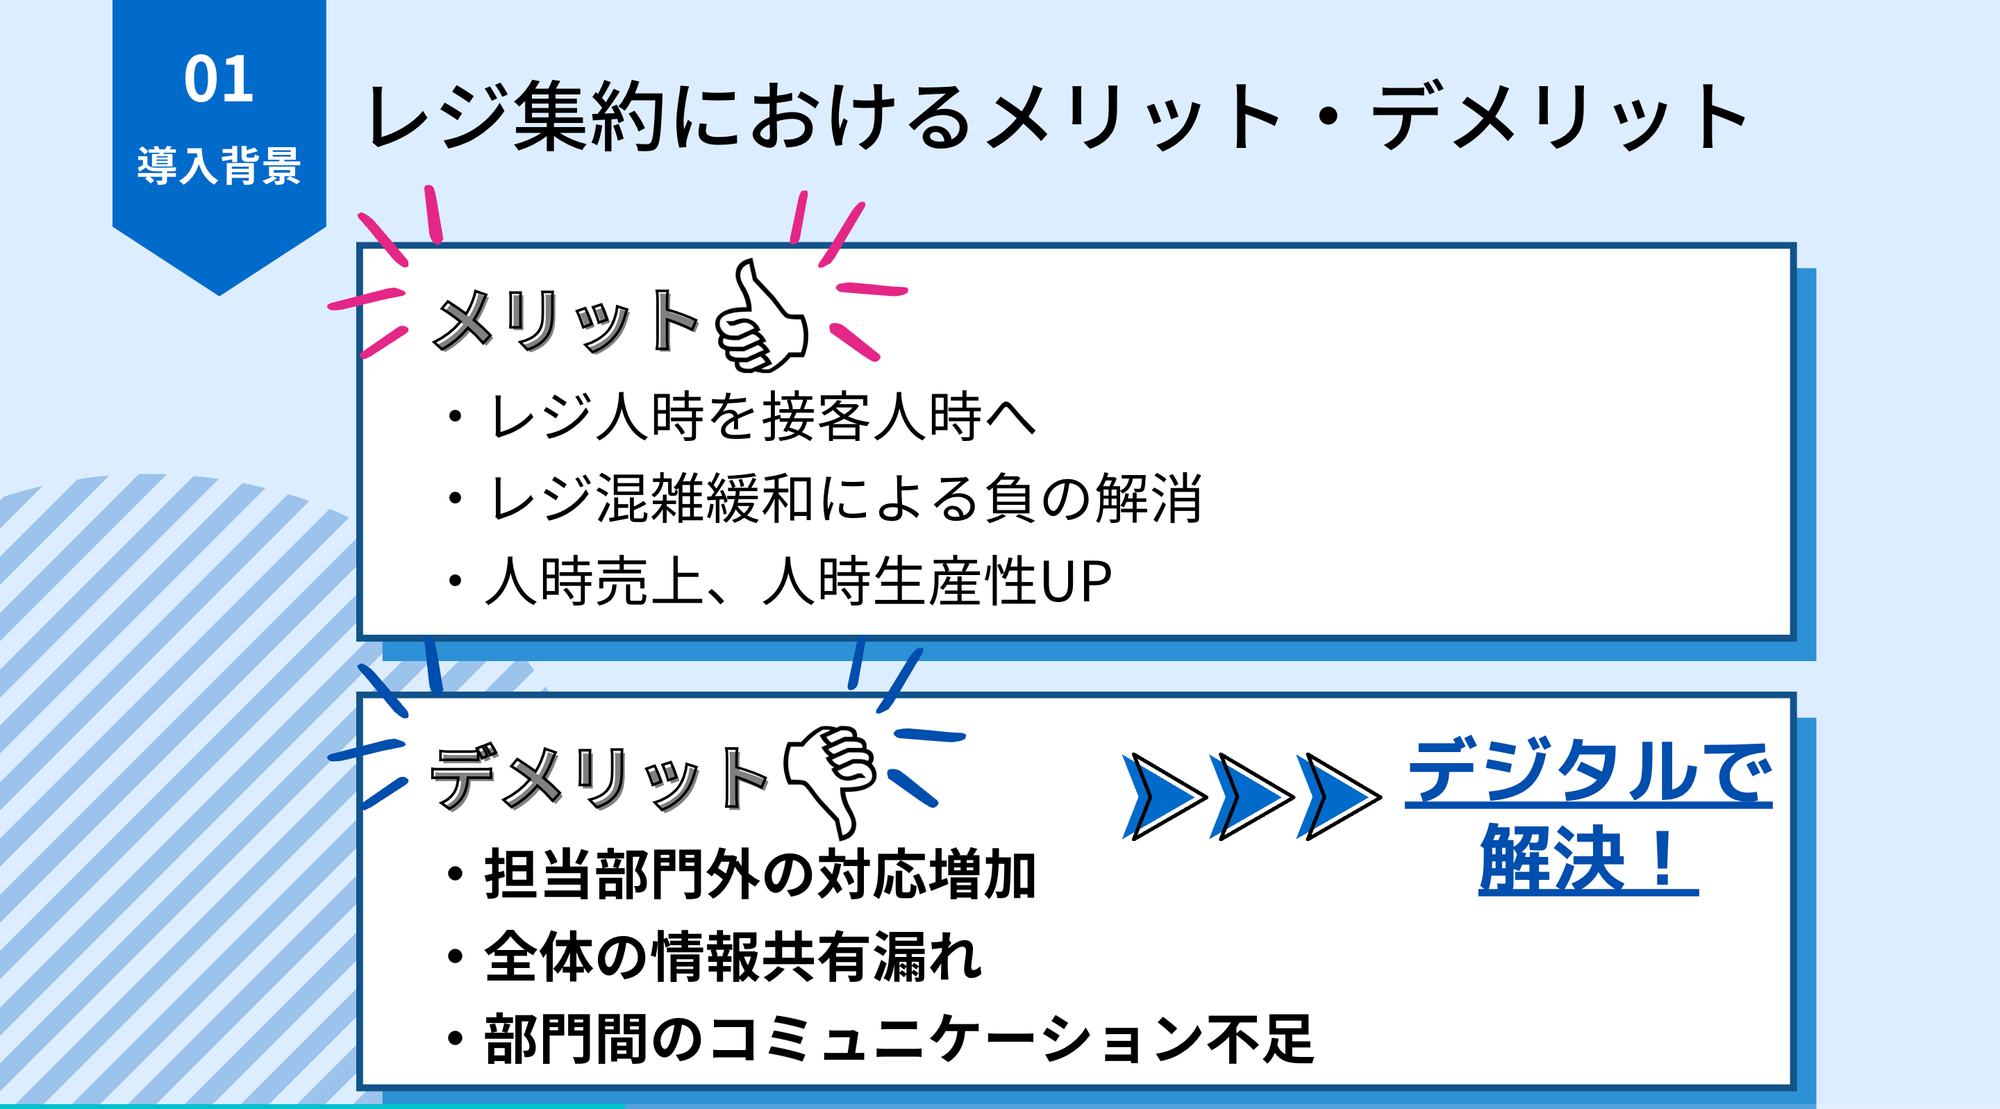 01
導入背景
レジ集約におけるメリット・デメリット
メリット
・レジ人時を接客人時へ
・レジ混雑緩和による負の解消
・人時売上、人時生産性UP
デメリット
・担当部門外の対応増加
・全体の情報共有漏れ
・部門間のコミュニケーション不足
デジタルで
解決！